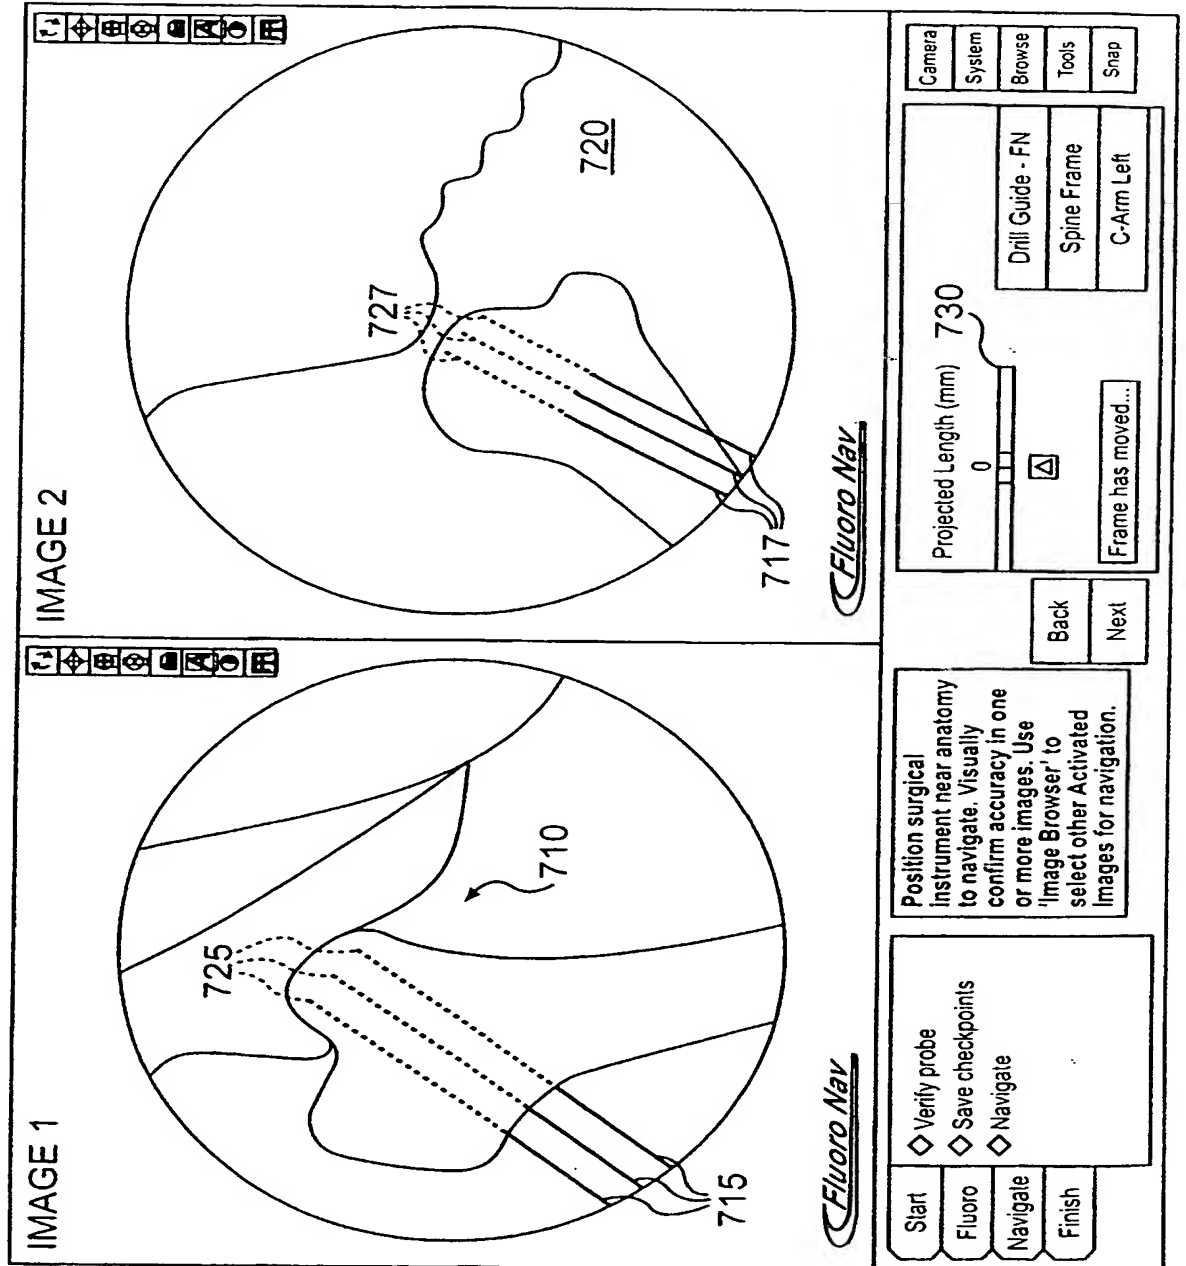 IMAGE 1
725
710
715
Fluoro Nav
IMAGE 2
727
720
717
Fluoro Nav
Start
Fluoro
Navigate
Finish
Verify probe
Save checkpoints
Navigate
Position surgical
instrument near anatomy
to navigate. Visually
confirm accuracy in one
or more images. Use
'Image Browser' to
select other Activated
Images for navigation.
Back
Next
Projected Length (mm)
0
730
Frame has moved...
Drill Guide - FN
Spine Frame
C-Arm Left
Camera
System
Browse
Tools
Snap